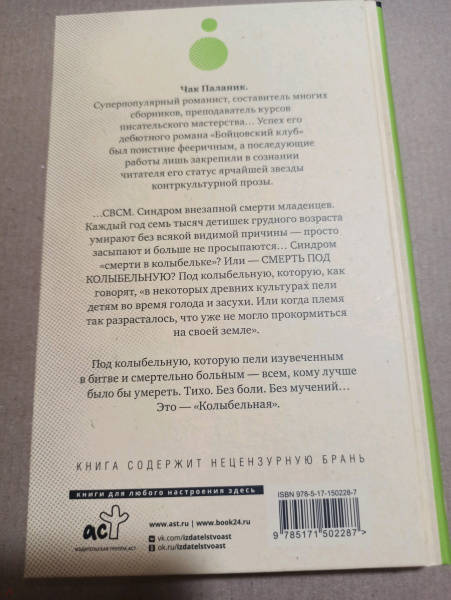 Чак Паланик.
Суперпопулярный романист, составитель многих
сборников, преподаватель курсов
писательского мастерства... Успех его
дебютного романа «Бойцовский клуб»
был поистине фееричным, а последующие
работы лишь закрепили в сознании
читателя его статус ярчайшей звезды
контркультурной прозы.
...СВСМ. Синдром внезапной смерти младенцев.
Каждый год семь тысяч детишек грудного возраста
умирают без всякой видимой причины — просто
засыпают и больше не просыпаются... Синдром
«смерти в колыбельке»? Или — СМЕРТЬ ПОД
КОЛЫБЕЛЬНУЮ? Под колыбельную, которую, как
говорят, «в некоторых древних культурах пели
детям во время голода и засухи. Или когда племя
так разрасталось, что уже не могло прокормиться
на своей земле».
Под колыбельную, которую пели изувеченным
в битве и смертельно больным — всем, кому лучше
было бы умереть. Тихо. Без боли. Без мучений...
Это — «Колыбельная».
КНИГА СОДЕРЖИТ НЕЦЕНЗУРНУЮ БРАНЬ
книги для любого настроения здесь
аст
ИЗДАТЕЛЬСКАЯ ГРУППА АСТ
www.ast.ru | www.book24.ru
vk.com/izdatelstvoast
ok.ru/izdatelstvoast
ISBN 978-5-17-150228-7
9 785171 502287 >